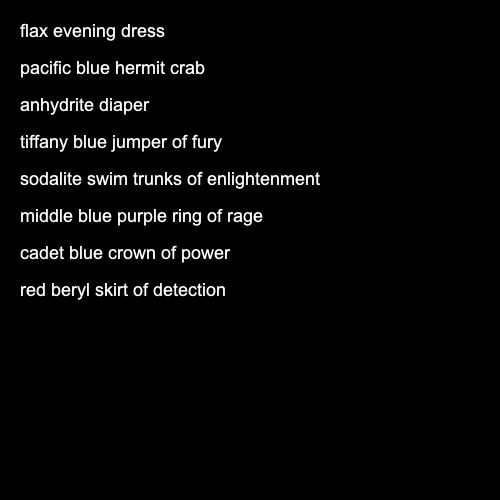 flax evening dress
pacific blue hermit crab
anhydrite diaper
tiffany blue jumper of fury
sodalite swim trunks of enlightenment
middle blue purple ring of rage
cadet blue crown of power
red beryl skirt of detection